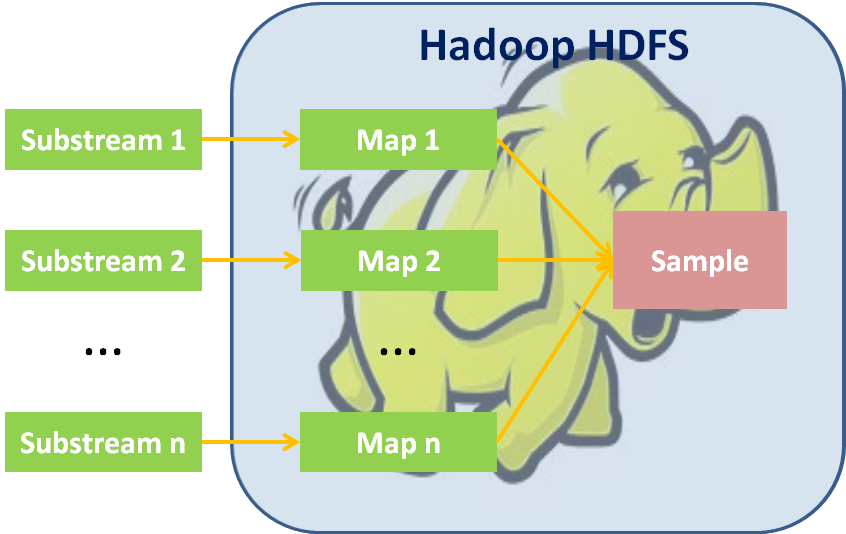 Hadoop HDFS
Substream 1
Map 1
Substream 2
Map 2
Sample
...
...
Substream n
Map n